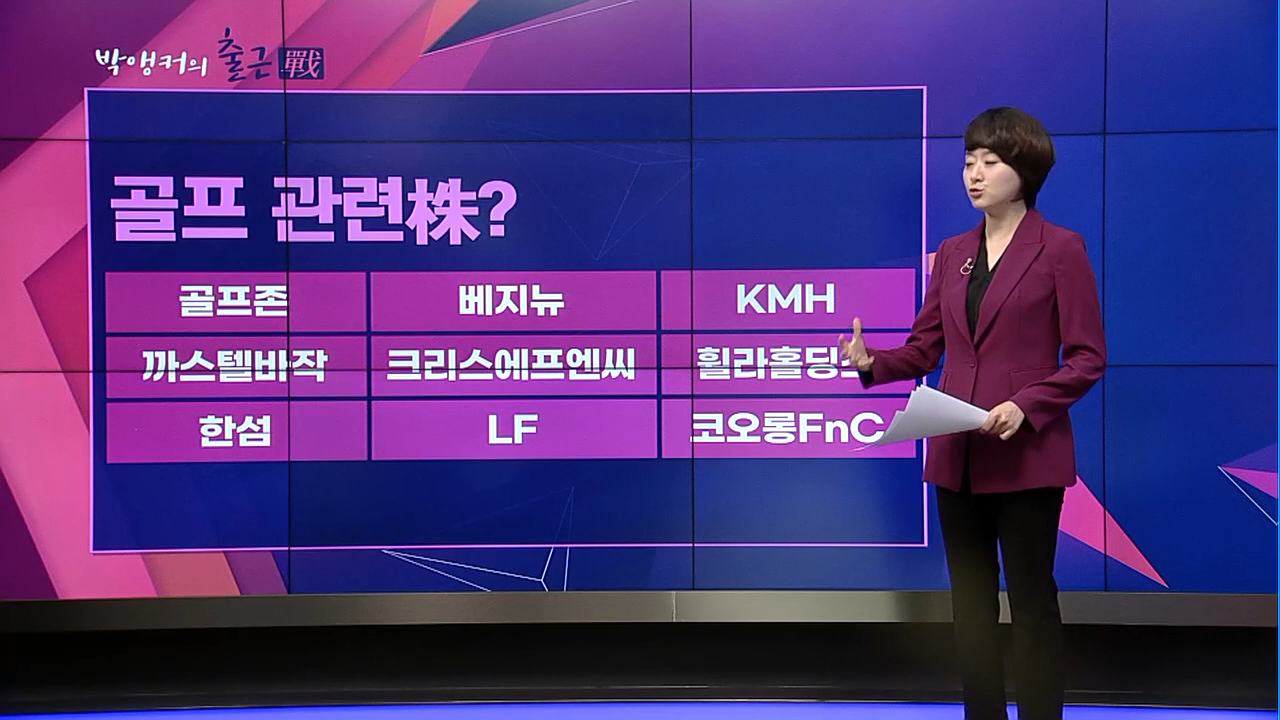 박앵커의 출근 戰
골프 관련株?
골프존 베지뉴 KMH
까스텔바작 크리스에프엔씨 휠라홀딩스
한섬 LF 코오롱FnC